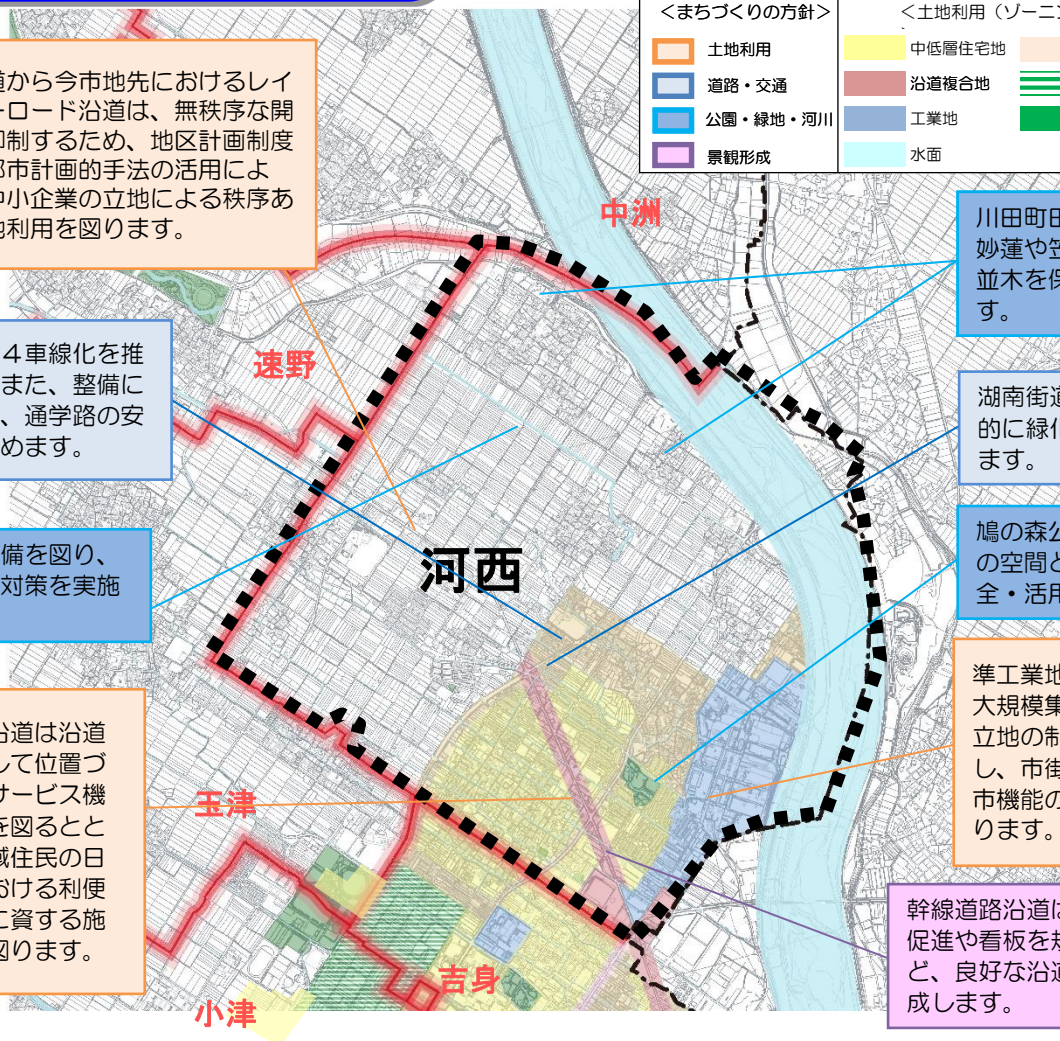 ＜まちづくりの方針＞
土地利用
道路・交通
公園・緑地・河川
景観形成
＜土地利用（ゾーニン
中低層住宅地
沿道複合地
工業地
水面
道から今市地先におけるレイ
ーロード沿道は、無秩序な開
抑制するため、地区計画制度
都市計画的手法の活用によ
中小企業の立地による秩序あ
地利用を図ります。
４車線化を推
また、整備に
、通学路の安
めます。
備を図り、
対策を実施
沿道は沿道
して位置づ
サービス機
を図るとと
域住民の日
おける利便
に資する施
図ります。
中洲
速野
河西
玉津
吉身
小津
川田町
妙蓮や笠
並木を保
す。
湖南街道
的に緑化
ます。
鳩の森公
の空間と
全・活用
準工業地
大規模集
立地の制
し、市街
市機能の
ります。
幹線道路沿道は
促進や看板を規
ど、良好な沿道
成します。